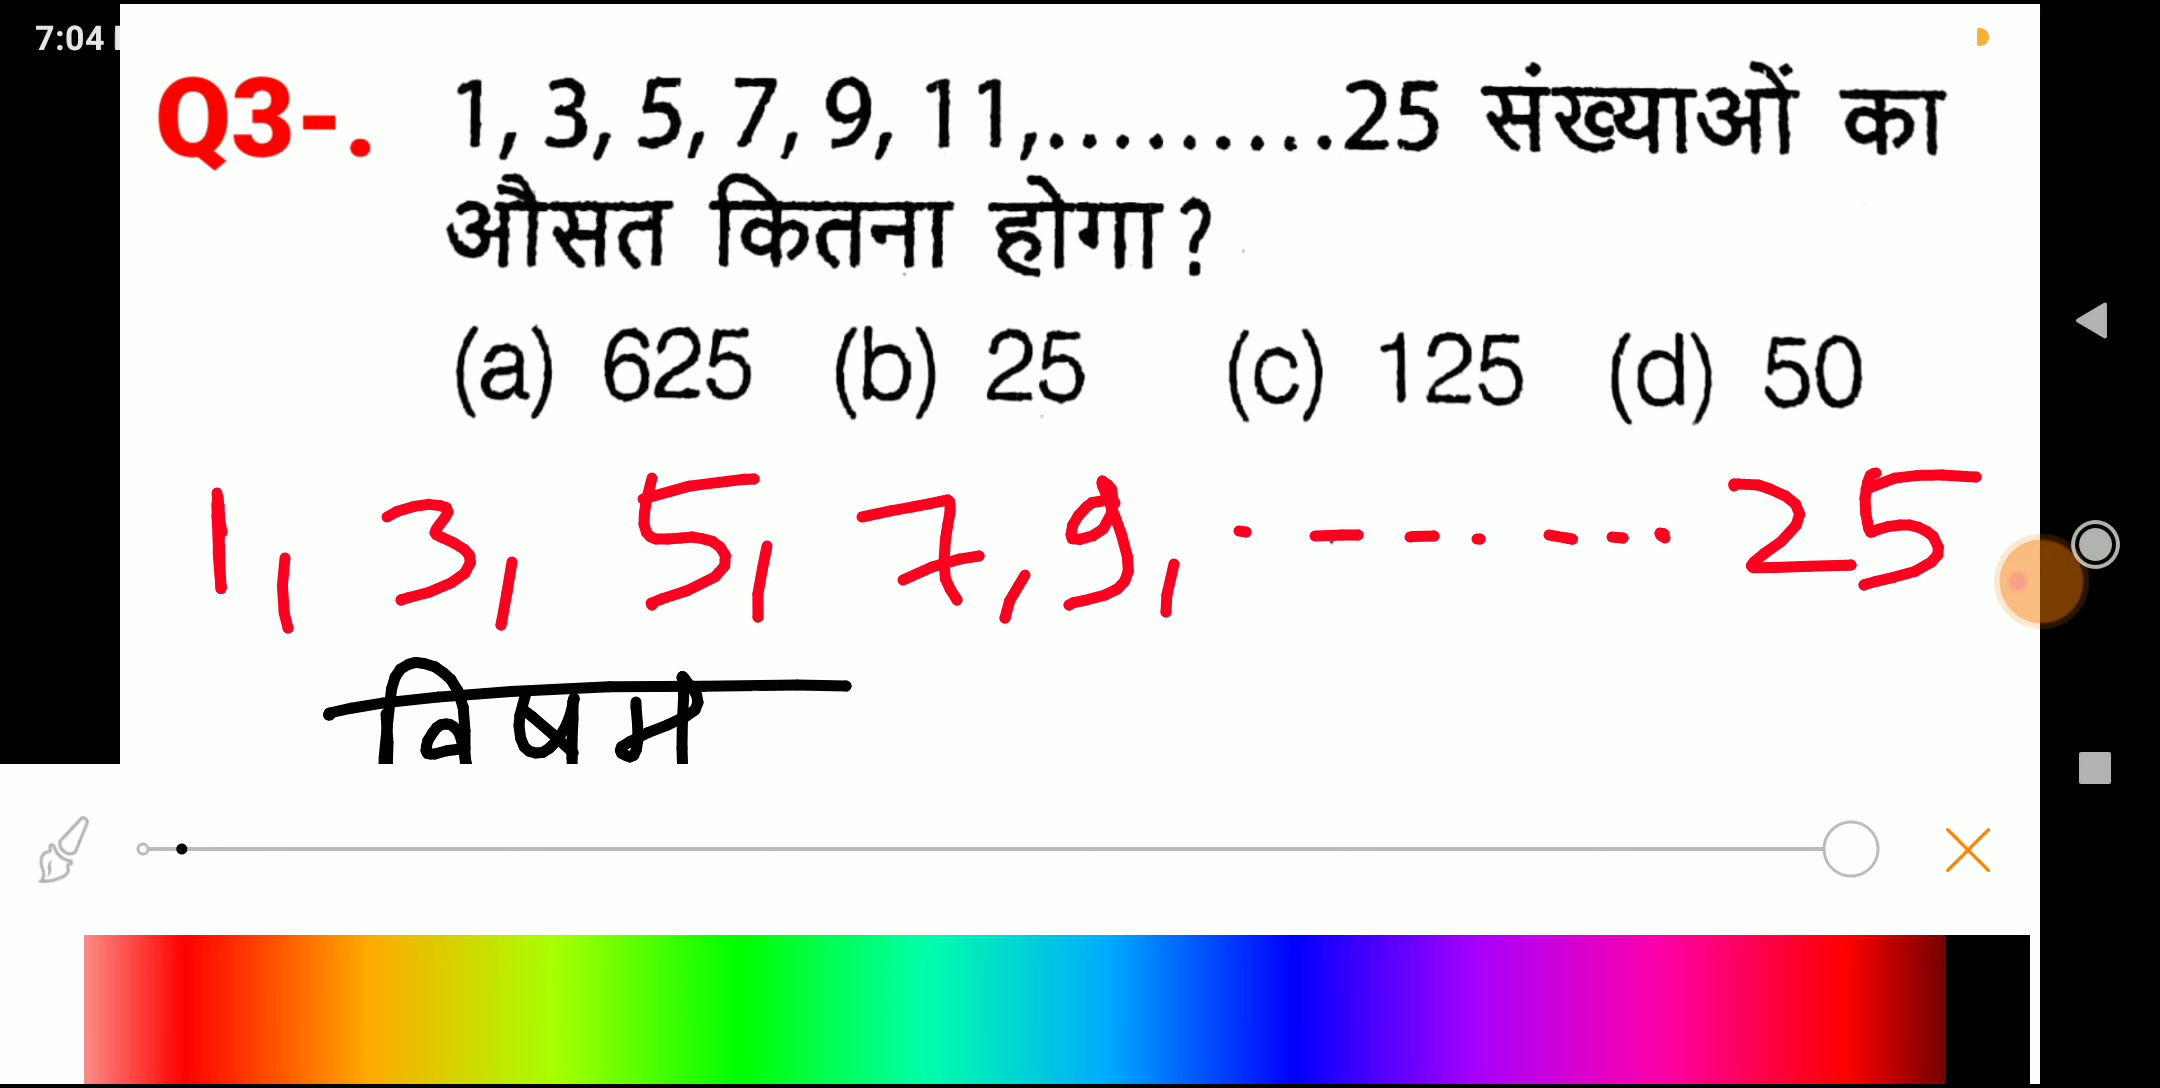 7:04
Q3-. 1, 3, 5, 7, 9, 11,.........25 संख्याओं का
औसत कितना होगा?
(a) 625 (b) 25 (c) 125 (d) 50
1, 3, 5, 7, 9, . - - . - - . 25
विषम